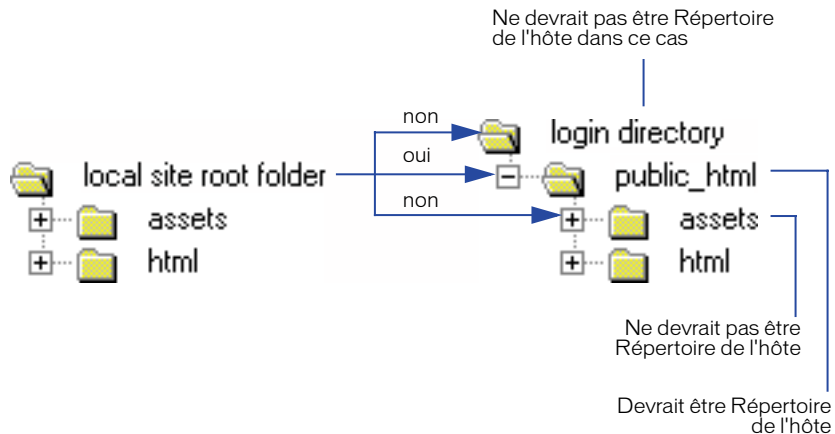 Ne devrait pas être Répertoire
de l'hôte dans ce cas
non
login directory
oui
local site root folder
public_html
non
assets
assets
html
html
Ne devrait pas être
Répertoire de l'hôte
Devrait être Répertoire
de l'hôte